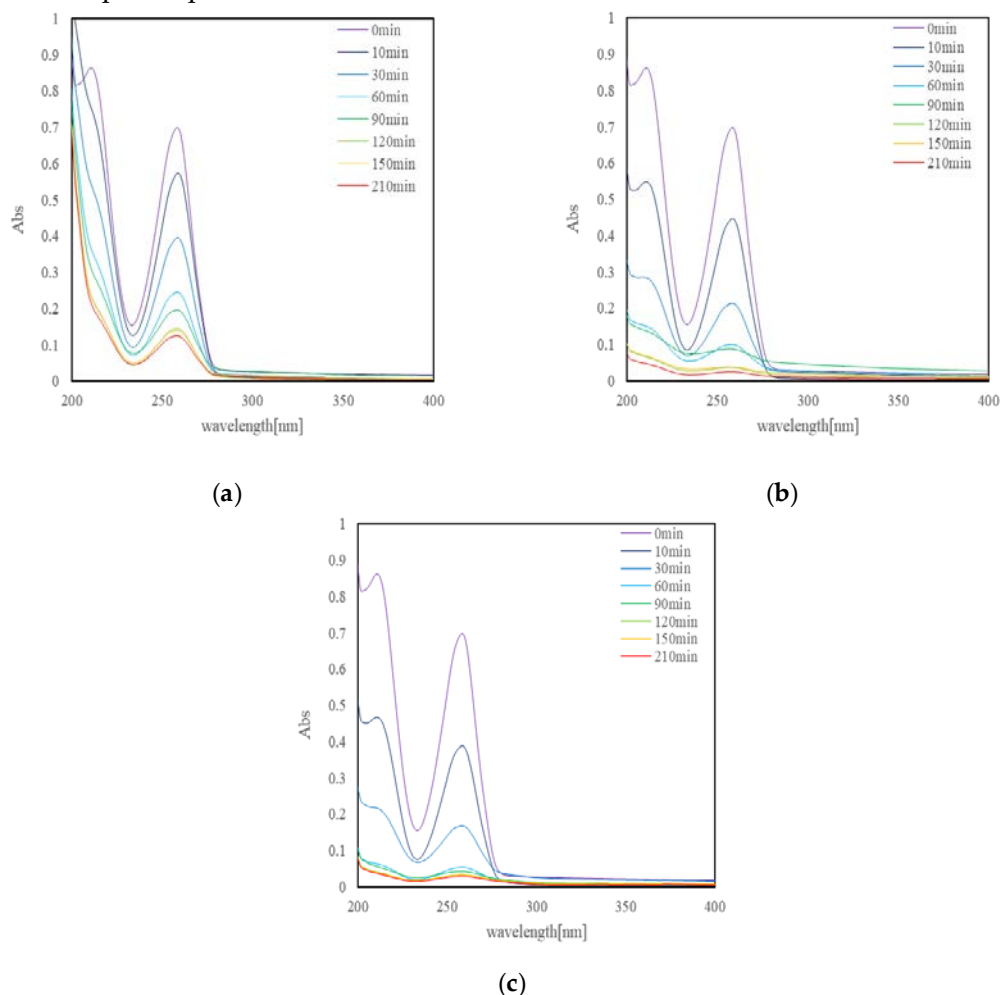 1
0.9
0.8
0.7
0.6
0.5
0.4
0.3
0.2
0.1
0
Abs
200 250 300 350 400
wavelength[nm]
0min
10min
30min
60min
90min
120min
150min
210min
(a)
1
0.9
0.8
0.7
0.6
0.5
0.4
0.3
0.2
0.1
0
Abs
200 250 300 350 400
wavelength[nm]
0min
10min
30min
60min
90min
120min
150min
210min
(b)
1
0.9
0.8
0.7
0.6
0.5
0.4
0.3
0.2
0.1
0
Abs
200 250 300 350 400
wavelength[nm]
0min
10min
30min
60min
90min
120min
150min
210min
(c)